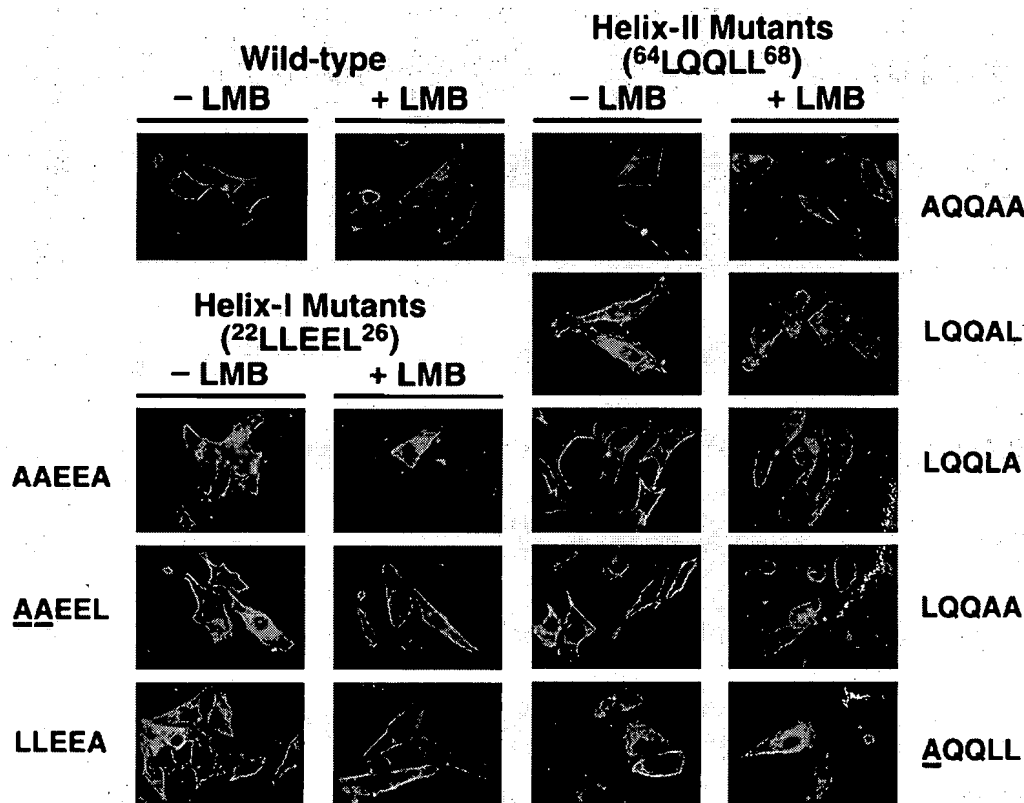 Wild-type
– LMB + LMB
Helix-II Mutants
(⁶⁴LQQLL⁶⁸)
– LMB + LMB
AQQAA
LQQAL
LQQLA
LQQAA
AQQLL
Helix-I Mutants
(²²LLEEL²⁶)
– LMB + LMB
AAEEA
AAEEL
LLEEA